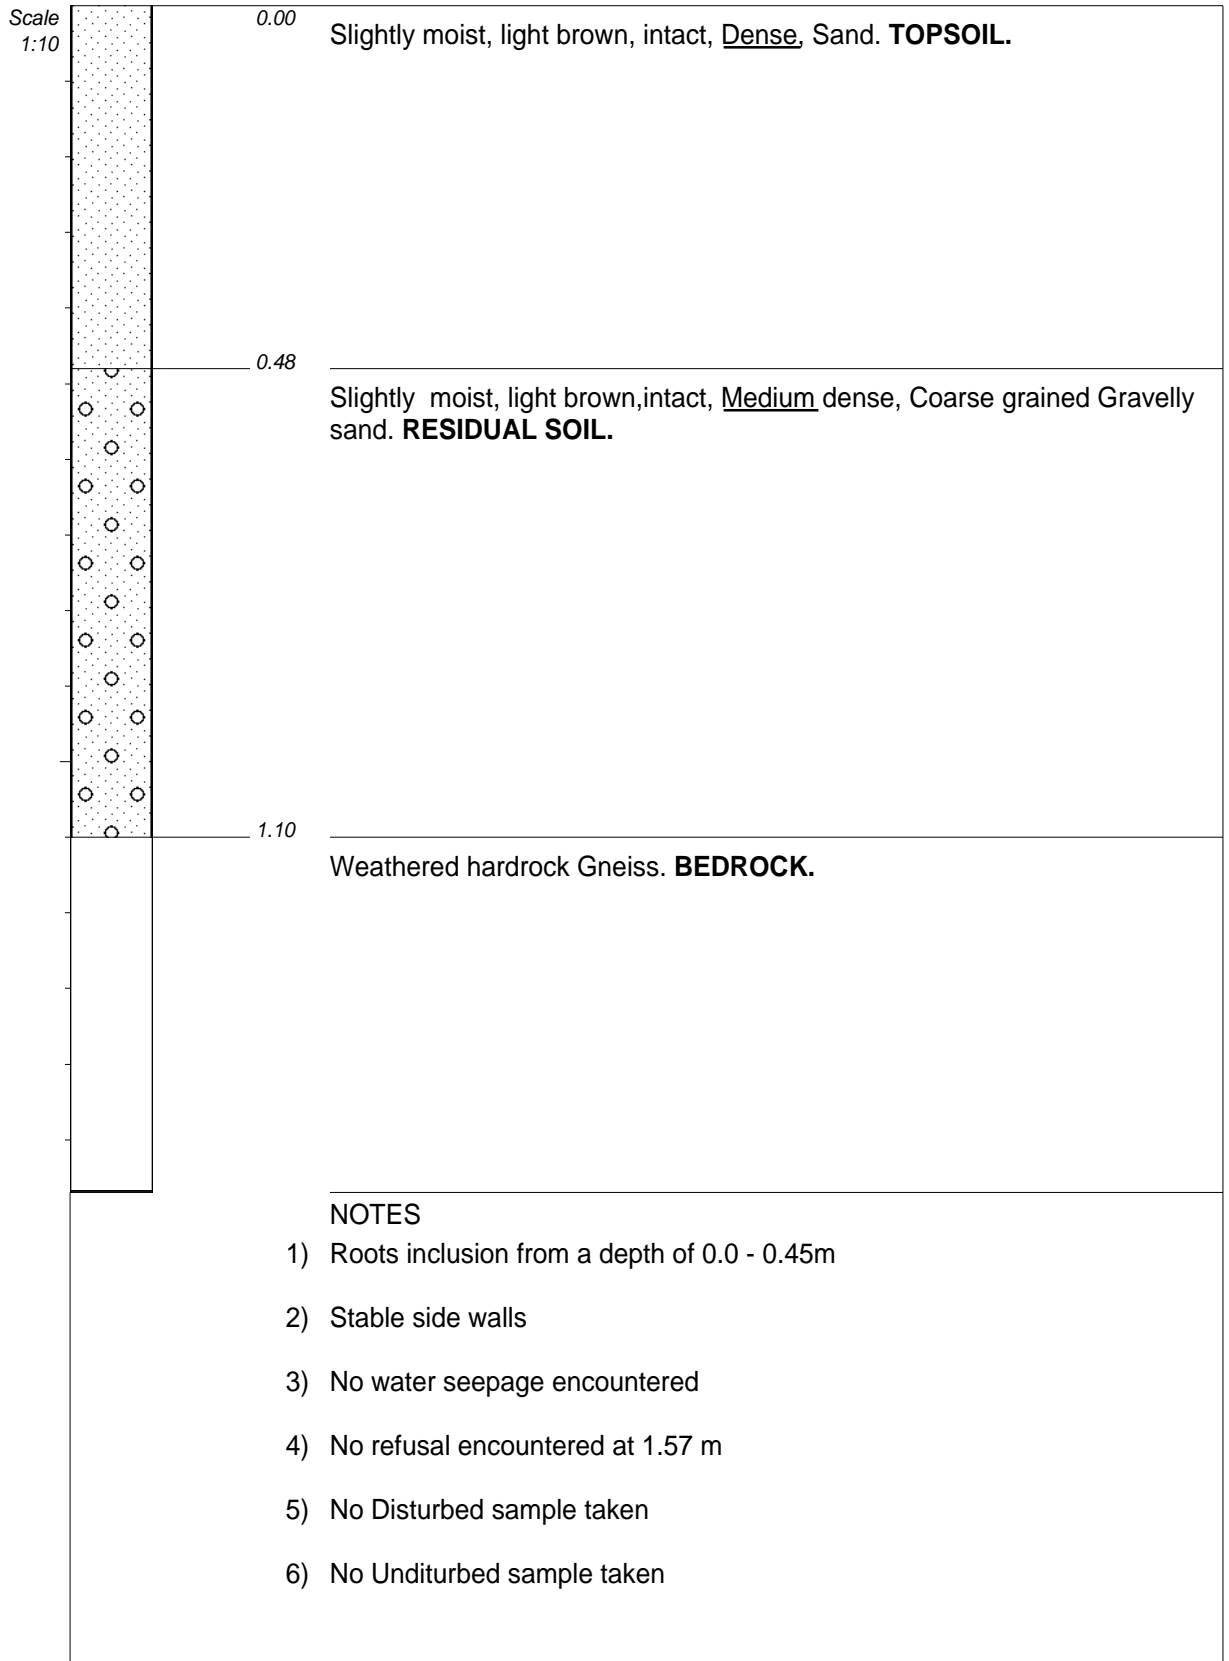 Scale
1:10
0.00
Slightly moist, light brown, intact, Dense, Sand. TOPSOIL.
0.48
Slightly  moist, light brown,intact, Medium dense, Coarse grained Gravelly
sand. RESIDUAL SOIL.
1.10
Weathered hardrock Gneiss. BEDROCK.
NOTES
1) Roots inclusion from a depth of 0.0 - 0.45m
2) Stable side walls
3) No water seepage encountered
4) No refusal encountered at 1.57 m
5) No Disturbed sample taken
6) No Unditurbed sample taken